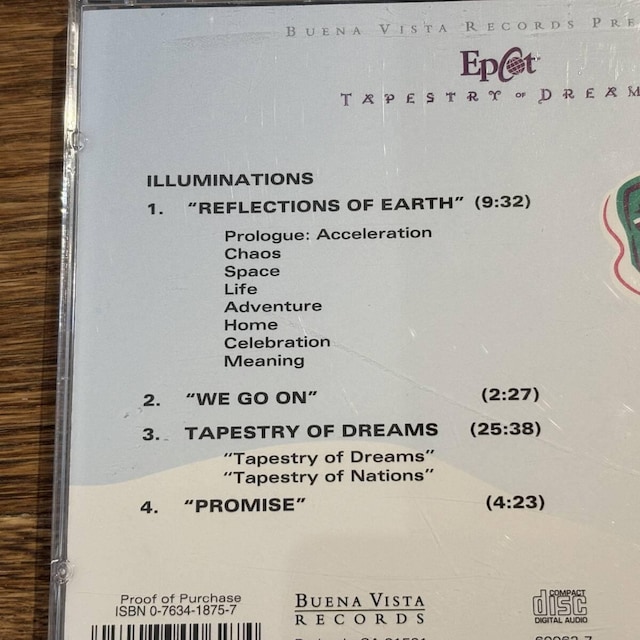 BUENA VISTA RECORDS PRE
Epcot
TAPESTRY OF DREAM
ILLUMINATIONS
1. "REFLECTIONS OF EARTH" (9:32)
Prologue: Acceleration
Chaos
Space
Life
Adventure
Home
Celebration
Meaning
2. "WE GO ON" (2:27)
3. TAPESTRY OF DREAMS (25:38)
"Tapestry of Dreams"
"Tapestry of Nations"
4. "PROMISE" (4:23)
Proof of Purchase
ISBN 0-7634-1875-7
BUENA VISTA
RECORDS
COMPACT
disc
DIGITAL AUDIO